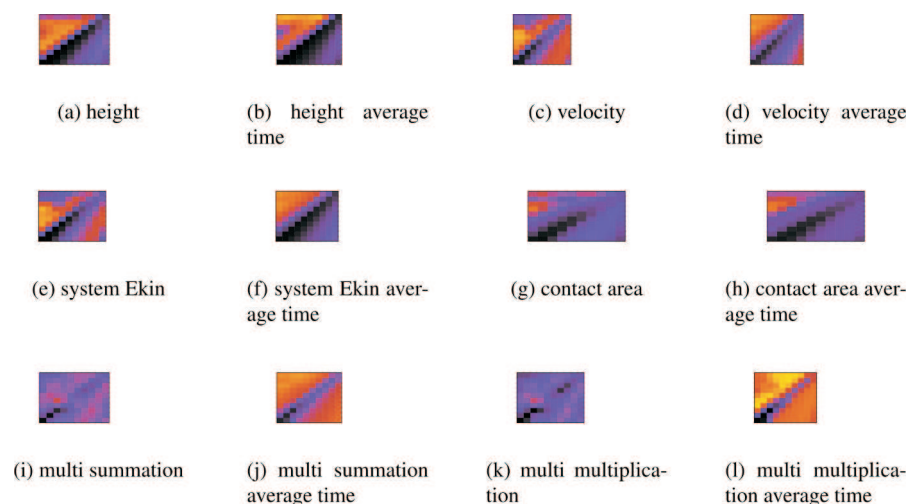 (a) height
(b) height average
time
(c) velocity
(d) velocity average
time
(e) system Ekin
(f) system Ekin aver-
age time
(g) contact area
(h) contact area aver-
age time
(i) multi summation
(j) multi summation
average time
(k) multi multiplica-
tion
(l) multi multiplica-
tion average time